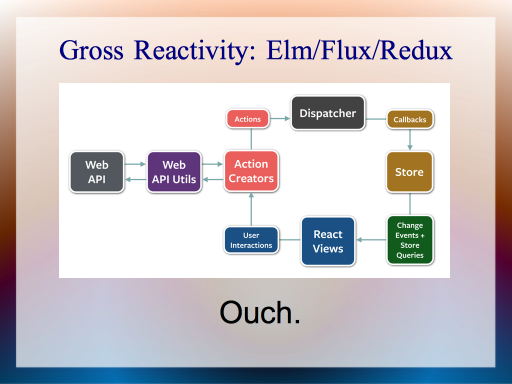 Gross Reactivity: Elm/Flux/Redux
Actions
Dispatcher
Callbacks
Web
API
Web
API Utils
Action
Creators
Store
User
Interactions
React
Views
Change
Events +
Store
Queries
Ouch.